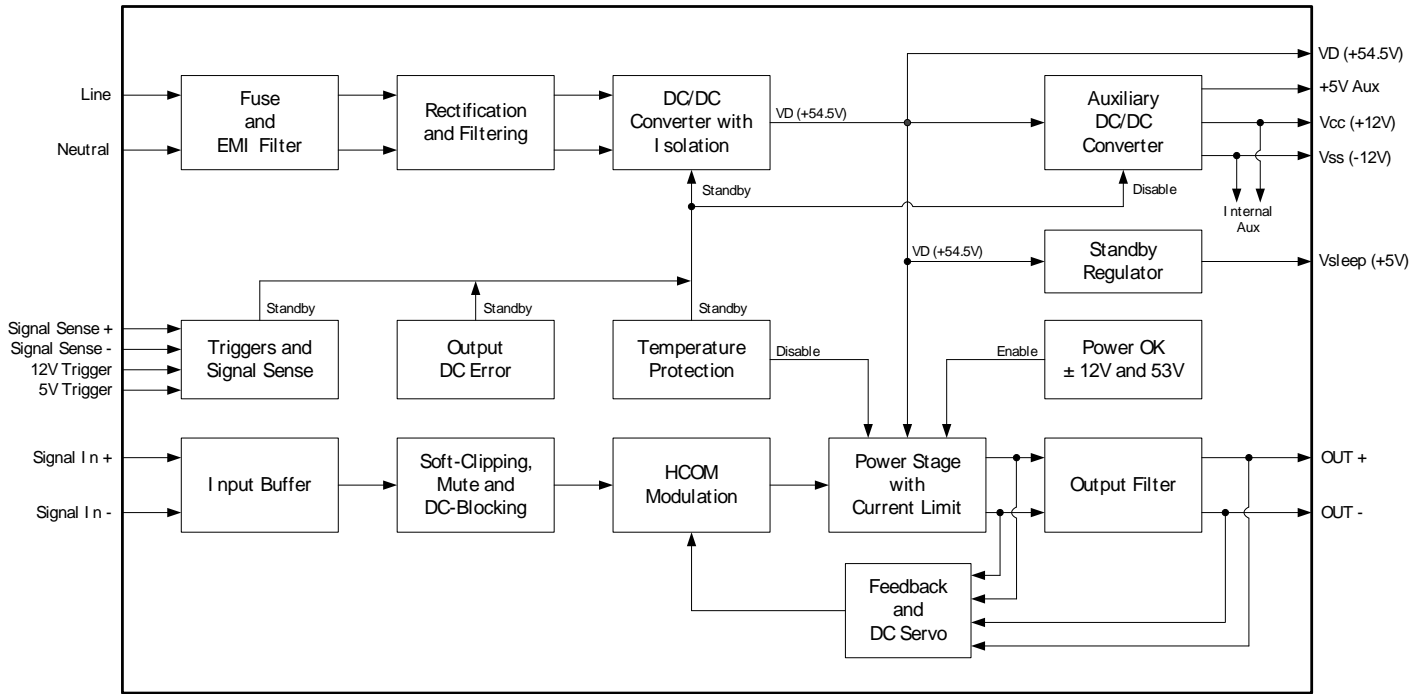 VD (+54.5V)
Line
Fuse
and
EMI Filter
Rectification
and Filtering
DC/DC
Converter with
Isolation
VD (+54.5V)
Auxiliary
DC/DC
Converter
+5V Aux
Vcc (+12V)
Neutral
Vss (-12V)
Standby
Disable
Internal
Aux
VD (+54.5V)
Standby
Regulator
Vsleep (+5V)
Standby
Standby
Standby
Signal Sense +
Signal Sense -
12V Trigger
5V Trigger
Triggers and
Signal Sense
Output
DC Error
Temperature
Protection
Disable
Enable
Power OK
± 12V and 53V
Signal In +
Signal In -
Input Buffer
Soft-Clipping,
Mute and
DC-Blocking
HCOM
Modulation
Power Stage
with
Current Limit
Output Filter
OUT +
OUT -
Feedback
and
DC Servo